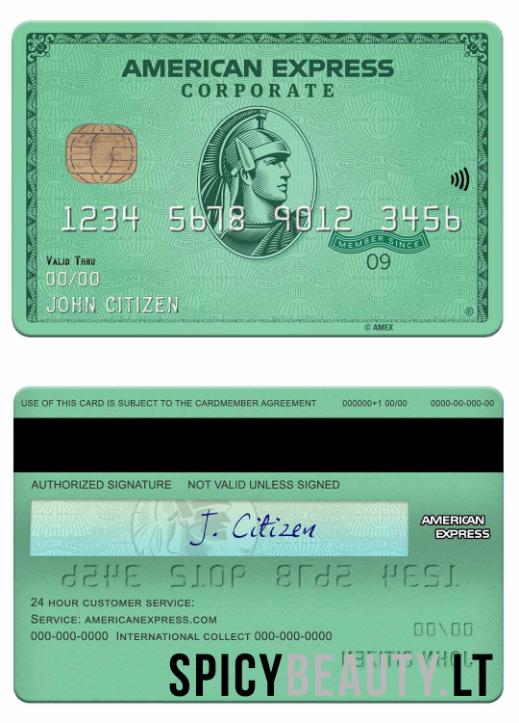 AMERICAN EXPRESS
CORPORATE
1234 5678 9012 3456
MEMBER SINCE
09
VALID THRU
00/00
JOHN CITIZEN
®
© AMEX
USE OF THIS CARD IS SUBJECT TO THE CARDMEMBER AGREEMENT 000000+1 00/00 0000-00-000-00
AUTHORIZED SIGNATURE NOT VALID UNLESS SIGNED
J. Citizen
AMERICAN
EXPRESS
24 HOUR CUSTOMER SERVICE:
SERVICE: AMERICANEXPRESS.COM
000-000-0000 INTERNATIONAL COLLECT 000-000-0000
SPICYBEAUTY.LT